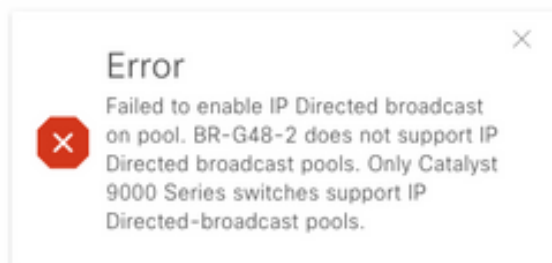 Error
Failed to enable IP Directed broadcast
on pool. BR-G48-2 does not support IP
Directed broadcast pools. Only Catalyst
9000 Series switches support IP
Directed-broadcast pools.